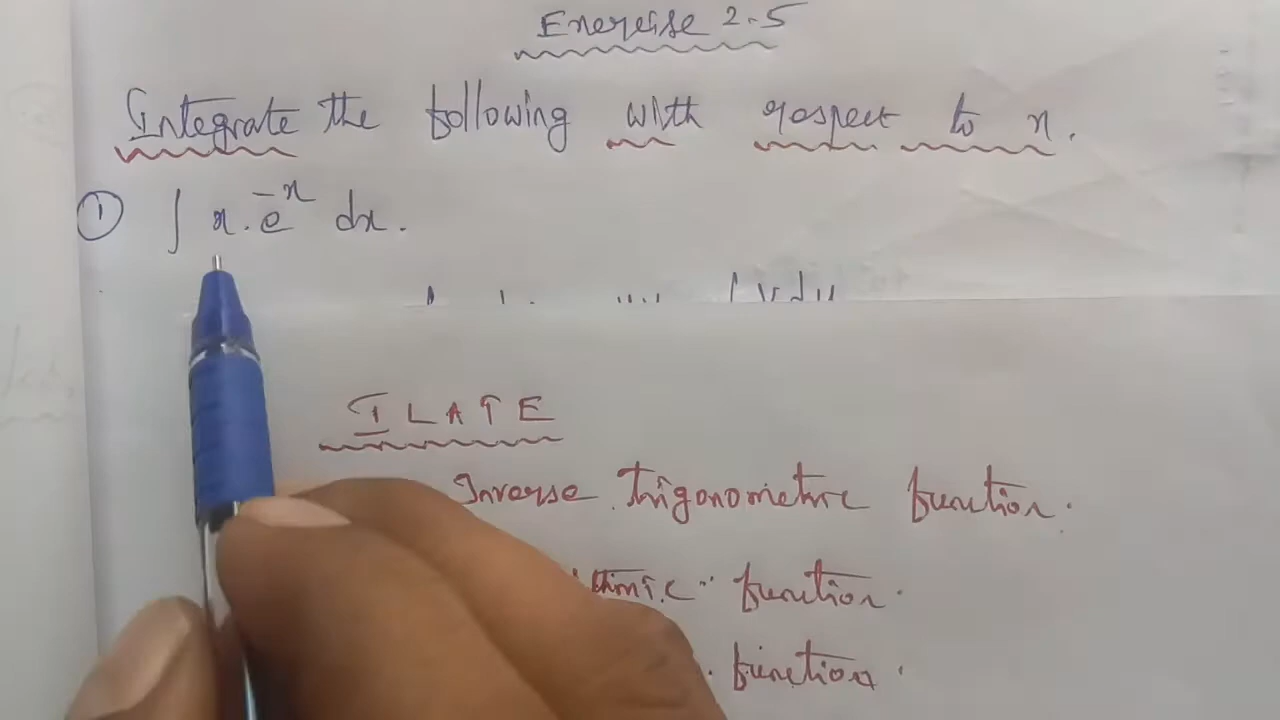 Exercise 2.5
Integrate the following with respect to x.
① ∫ x.e^-x dx.
ILATE
Inverse Trigonometric function.
function.
function.